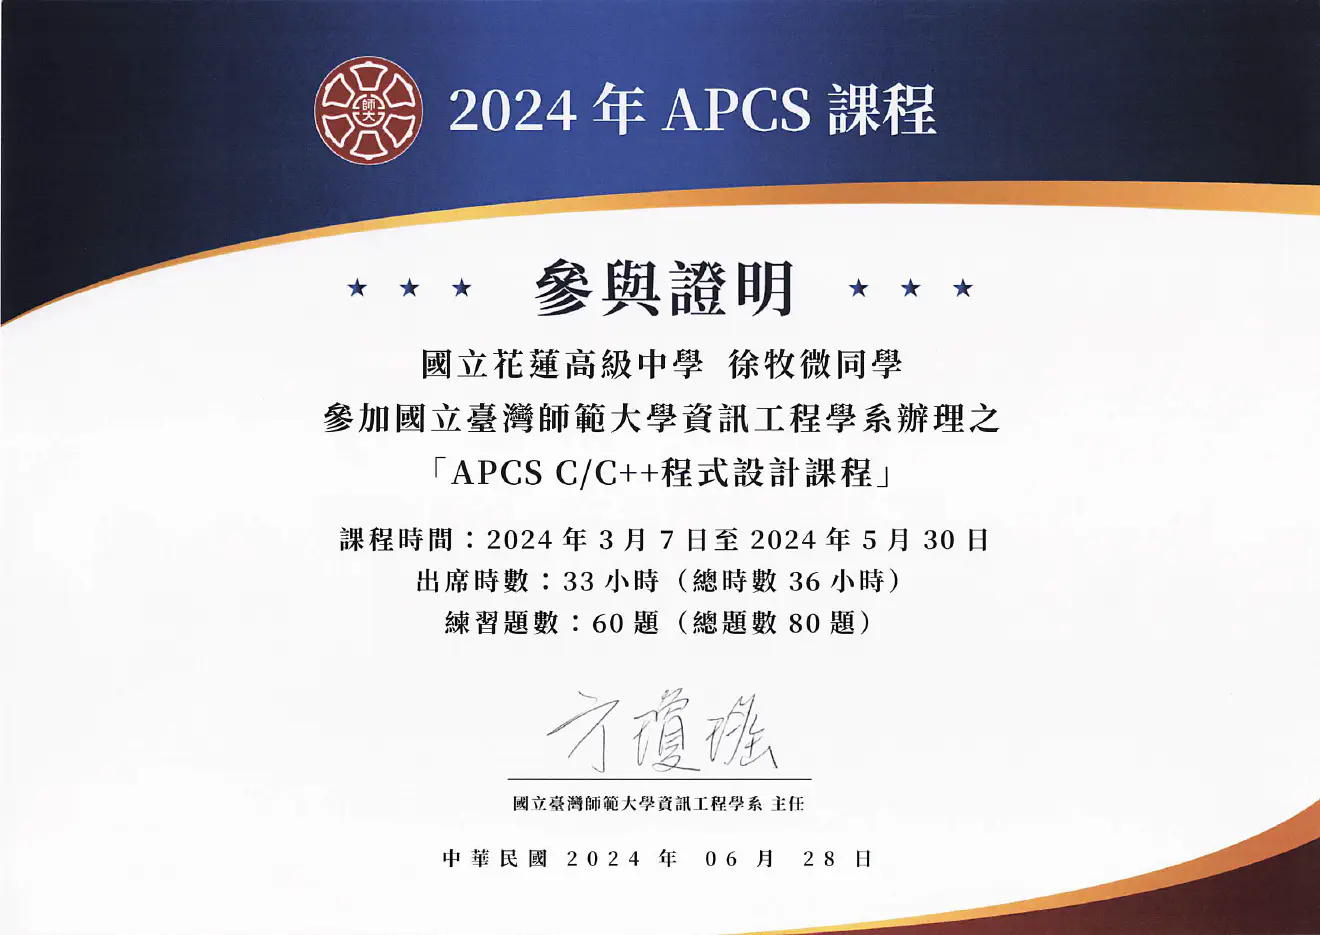 師大
2024 年 APCS 課程
參與證明
國立花蓮高級中學 徐牧微同學
參加國立臺灣師範大學資訊工程學系辦理之
「APCS C/C++程式設計課程」
課程時間：2024 年 3 月 7 日至 2024 年 5 月 30 日
出席時數：33 小時（總時數 36 小時）
練習題數：60 題（總題數 80 題）
方瓊瑤
國立臺灣師範大學資訊工程學系 主任
中華民國 2024 年 06 月 28 日